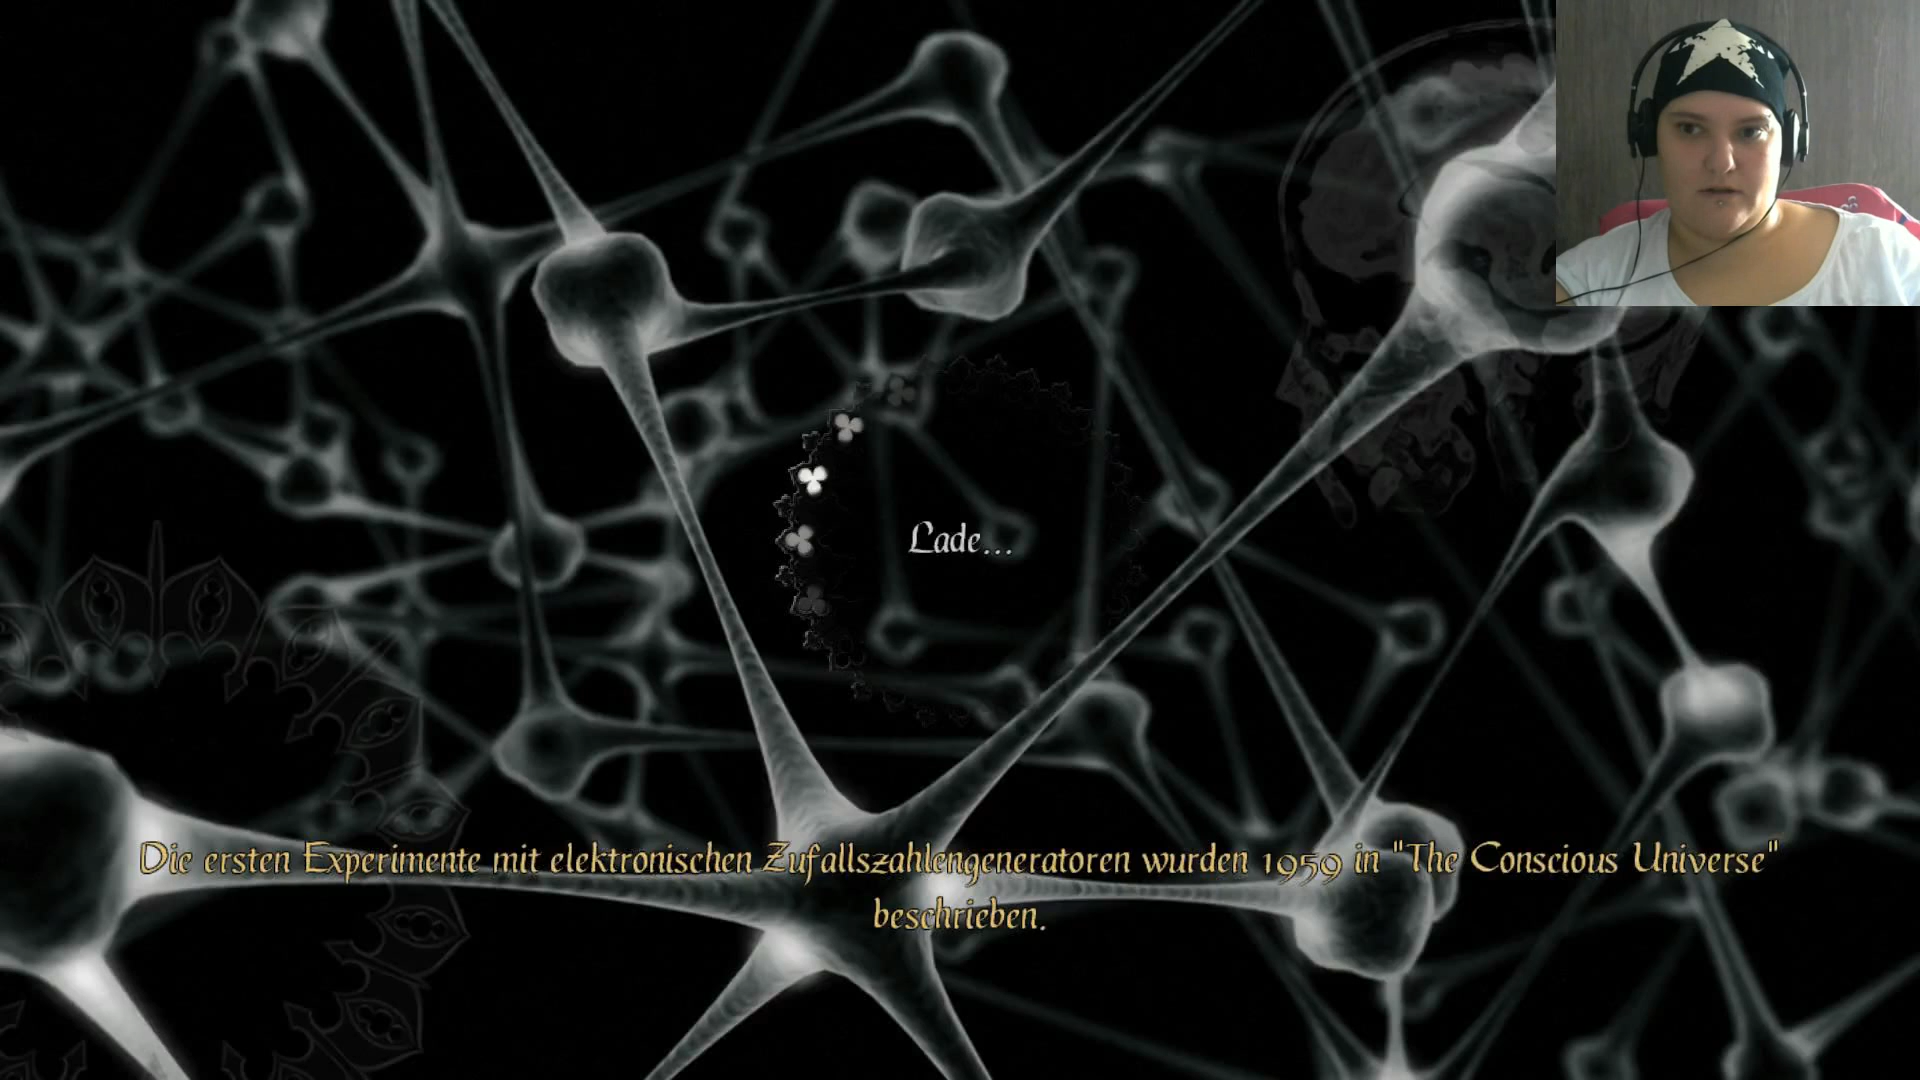 Lade...
Die ersten Experimente mit elektronischen Zufallszahlengeneratoren wurden 1959 in "The Conscious Universe"
beschrieben.